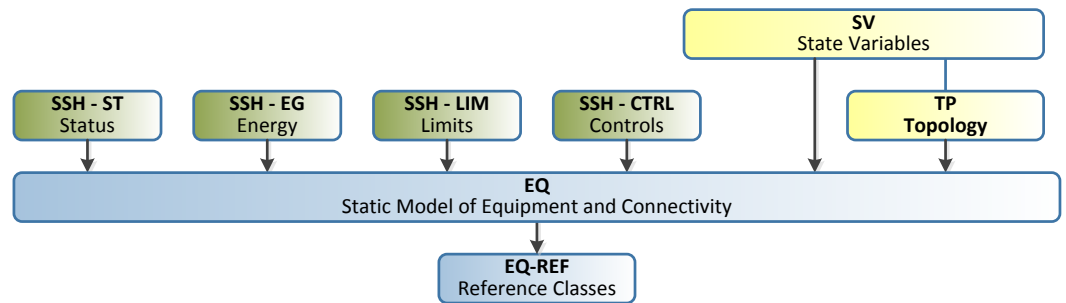 SV
State Variables
SSH - ST
Status
SSH - EG
Energy
SSH - LIM
Limits
SSH - CTRL
Controls
TP
Topology
EQ
Static Model of Equipment and Connectivity
EQ-REF
Reference Classes